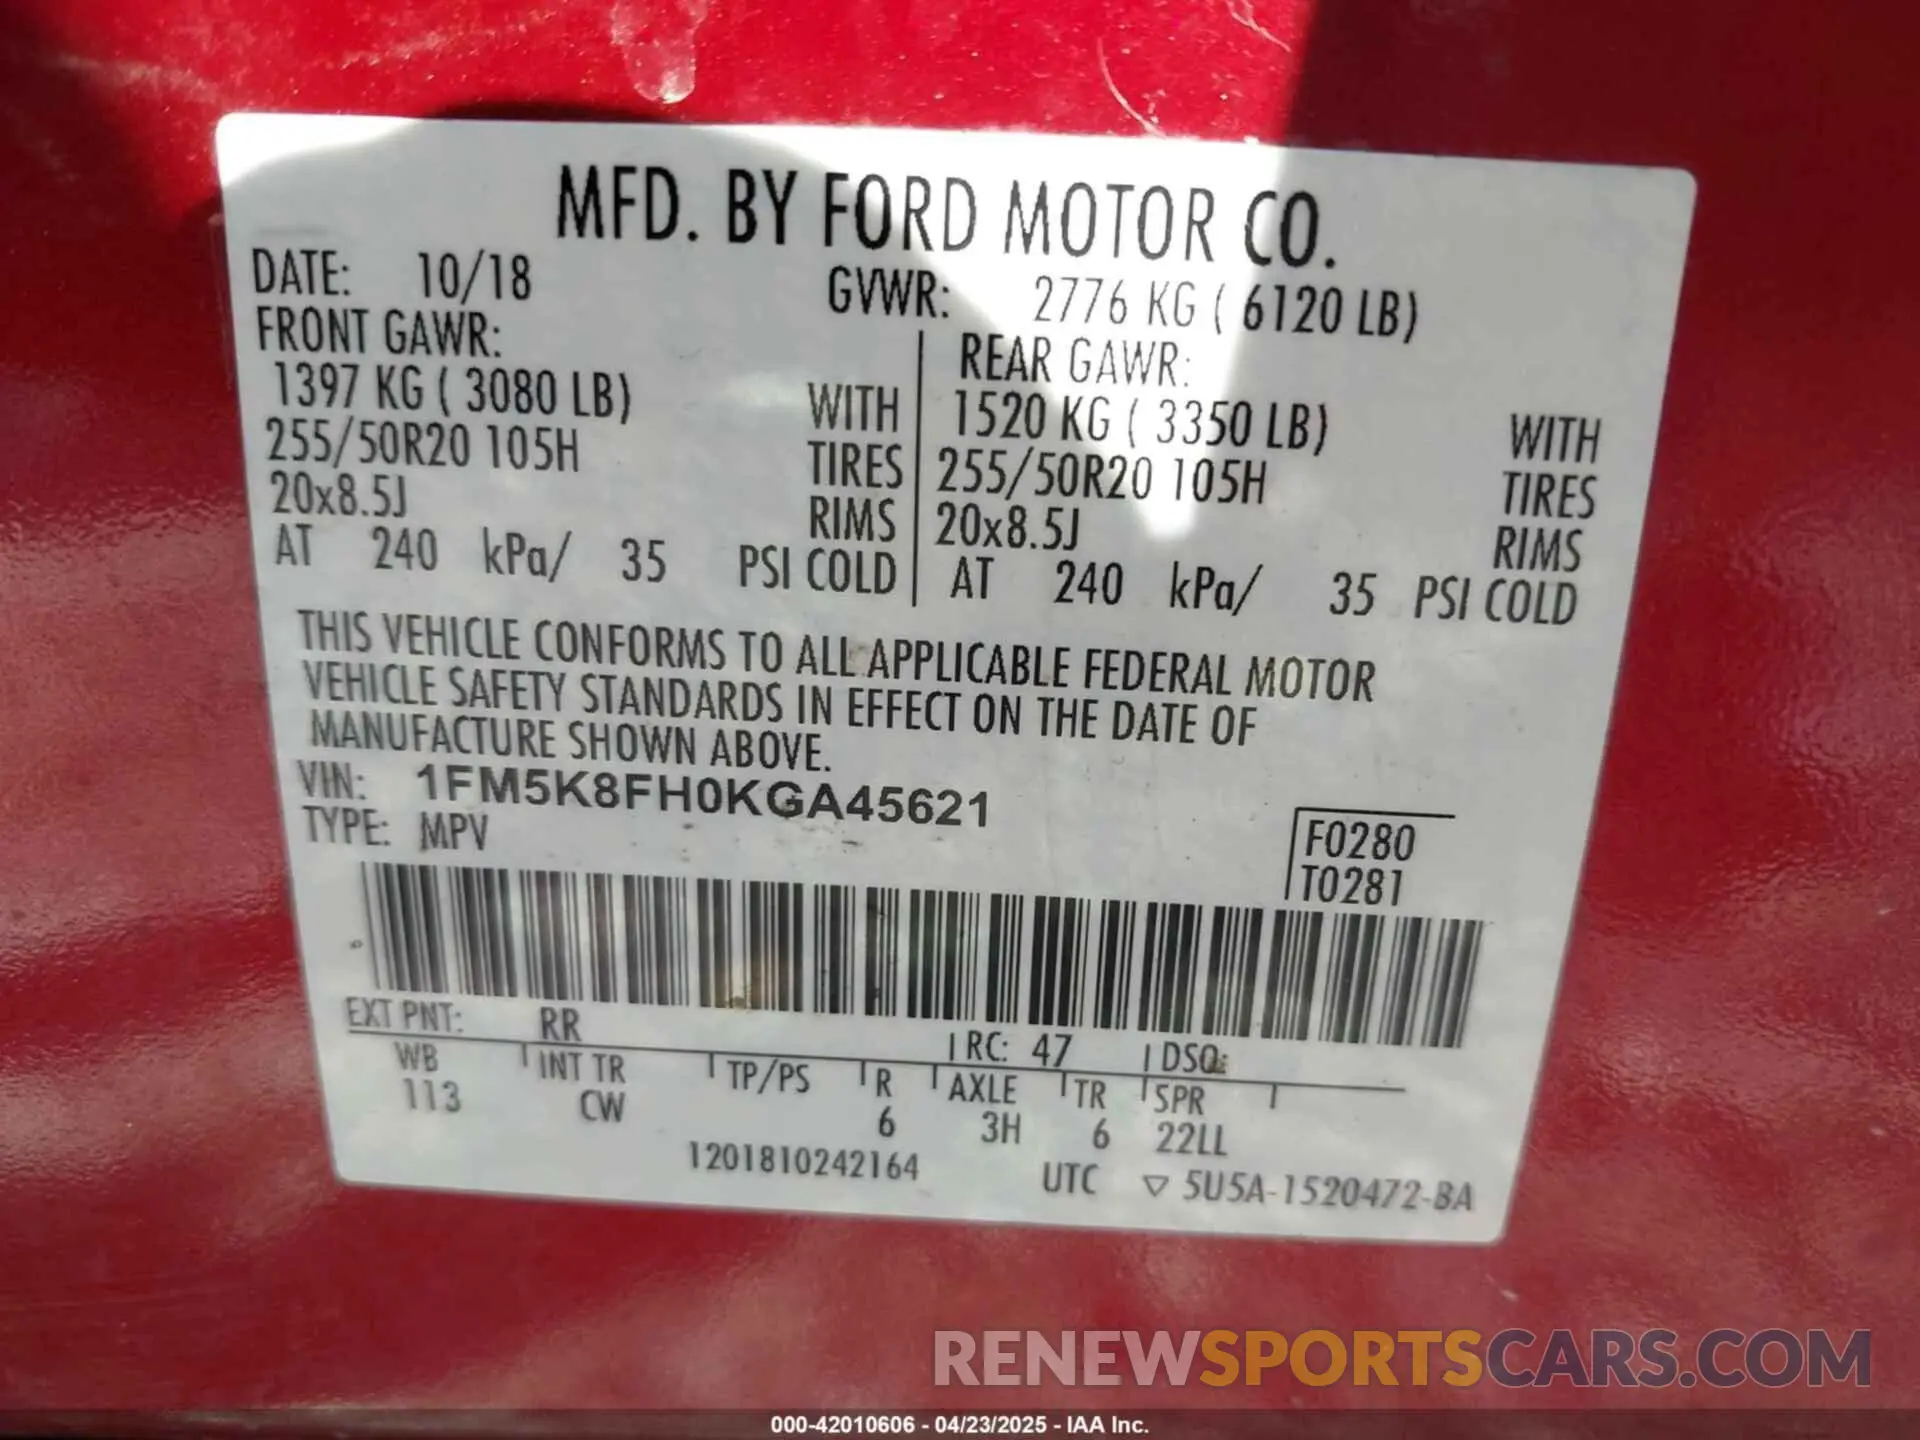 MFD. BY FORD MOTOR CO.
DATE: 10/18 GVWR: 2776 KG ( 6120 LB)
FRONT GAWR: REAR GAWR:
1397 KG ( 3080 LB) WITH 1520 KG ( 3350 LB) WITH
255/50R20 105H TIRES 255/50R20 105H TIRES
20x8.5J RIMS 20x8.5J RIMS
AT 240 kPa/ 35 PSI COLD AT 240 kPa/ 35 PSI COLD
THIS VEHICLE CONFORMS TO ALL APPLICABLE FEDERAL MOTOR
VEHICLE SAFETY STANDARDS IN EFFECT ON THE DATE OF
MANUFACTURE SHOWN ABOVE.
VIN: 1FM5K8FH0KGA45621
TYPE: MPV
F0280
T0281
EXT PNT: RR RC: 47 DSO:
WB INT TR TP/PS R AXLE TR SPR
113 CW 6 3H 6 22LL
1201810242164 UTC ▽ 5U5A-1520472-BA
RENEWSPORTSCARS.COM
000-42010606 - 04/23/2025 - IAA Inc.